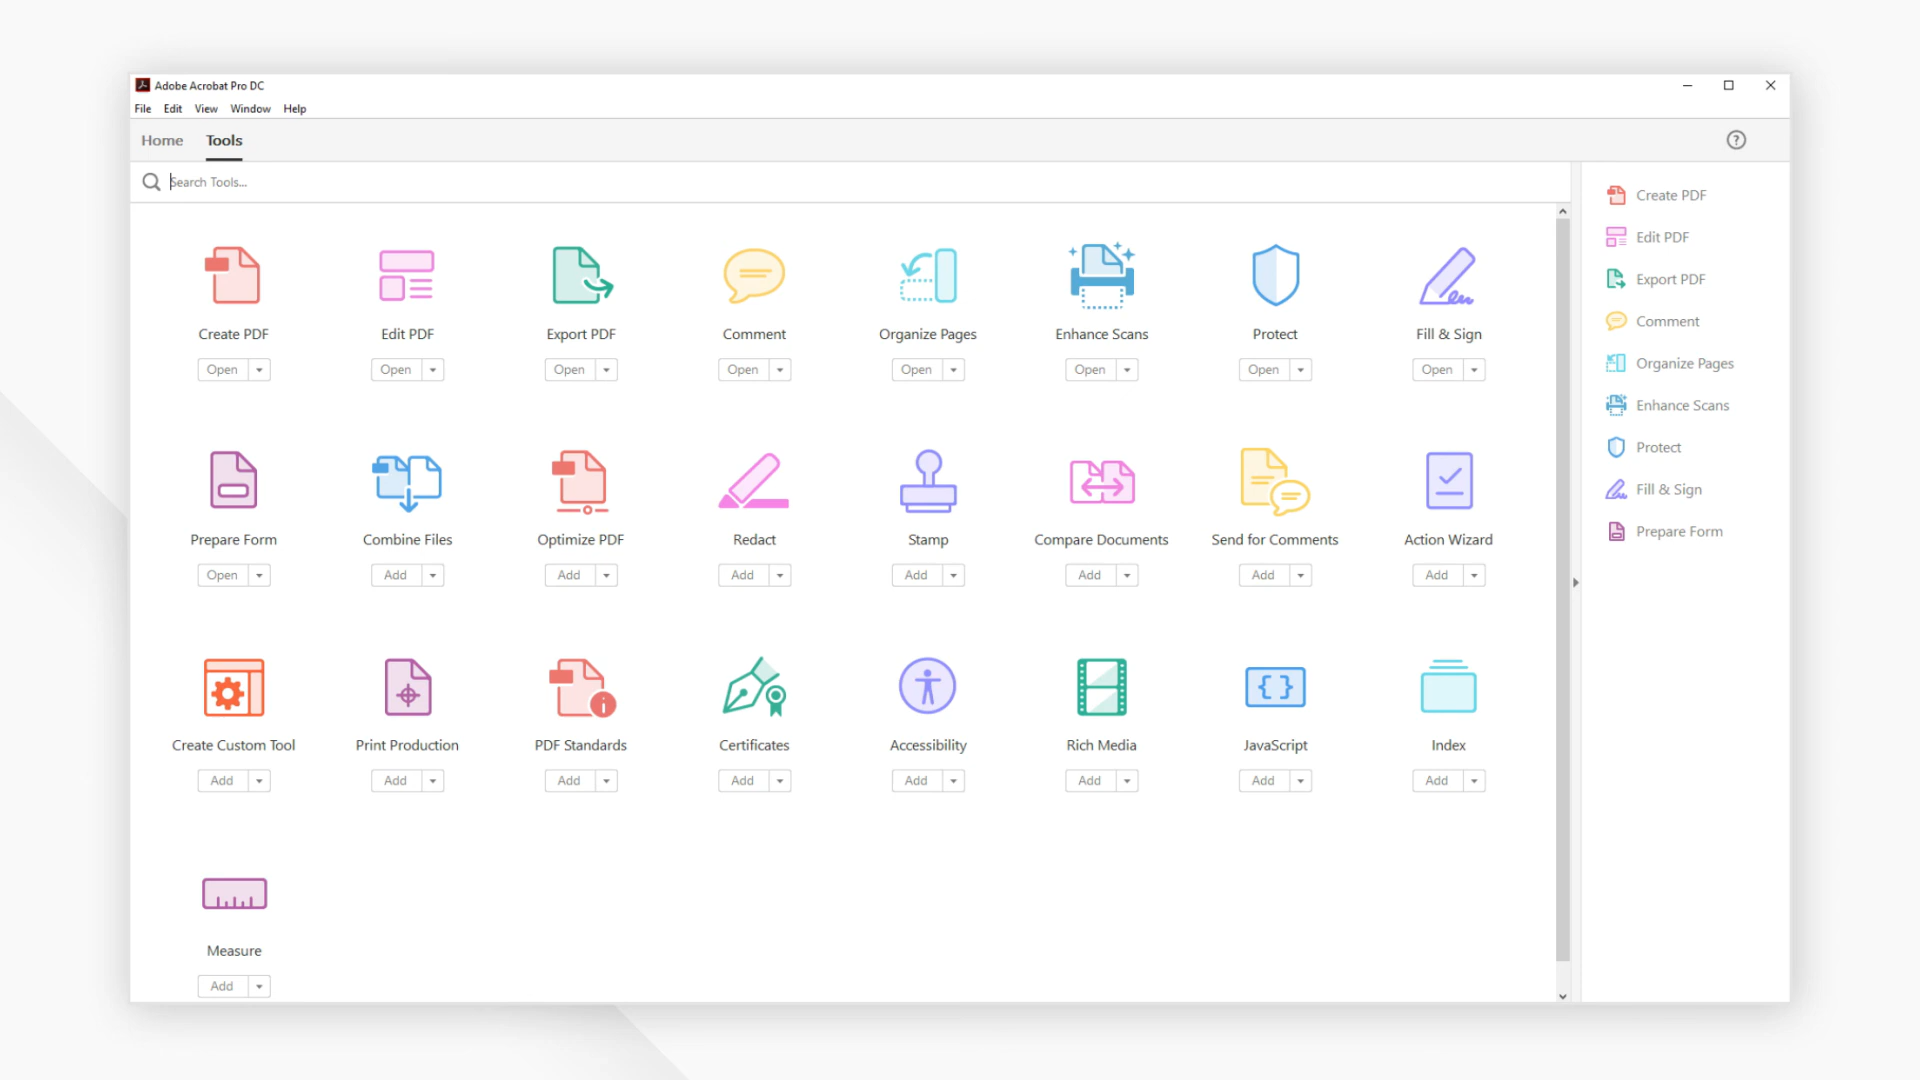 Adobe Acrobat Pro DC
File Edit View Window Help
Home Tools
Search Tools...
Create PDF Edit PDF Export PDF Comment Organize Pages Enhance Scans Protect Fill & Sign
Open Open Open Open Open Open Open Open
Prepare Form Combine Files Optimize PDF Redact Stamp Compare Documents Send for Comments Action Wizard
Open Add Add Add Add Add Add Add
Create Custom Tool Print Production PDF Standards Certificates Accessibility Rich Media JavaScript Index
Add Add Add Add Add Add Add Add
Measure
Add
Create PDF
Edit PDF
Export PDF
Comment
Organize Pages
Enhance Scans
Protect
Fill & Sign
Prepare Form